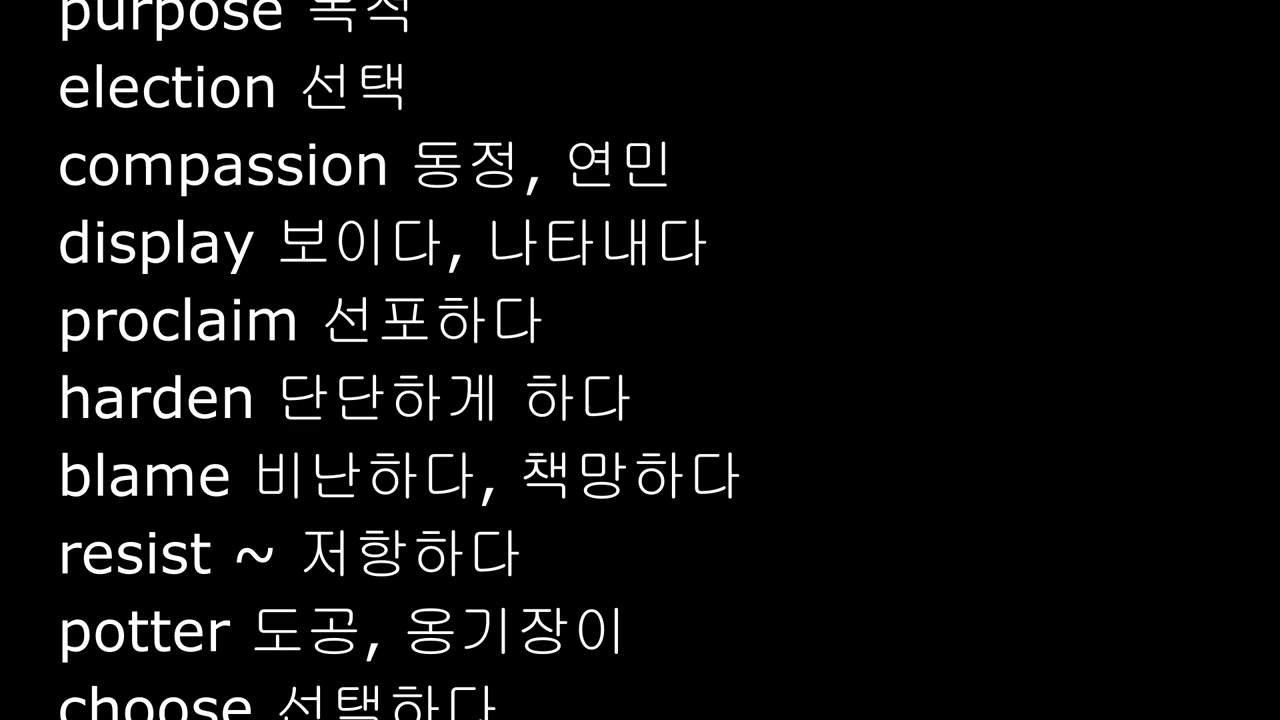 purpose 목적
election 선택
compassion 동정, 연민
display 보이다, 나타내다
proclaim 선포하다
harden 단단하게 하다
blame 비난하다, 책망하다
resist ~ 저항하다
potter 도공, 옹기장이
choose 선택하다